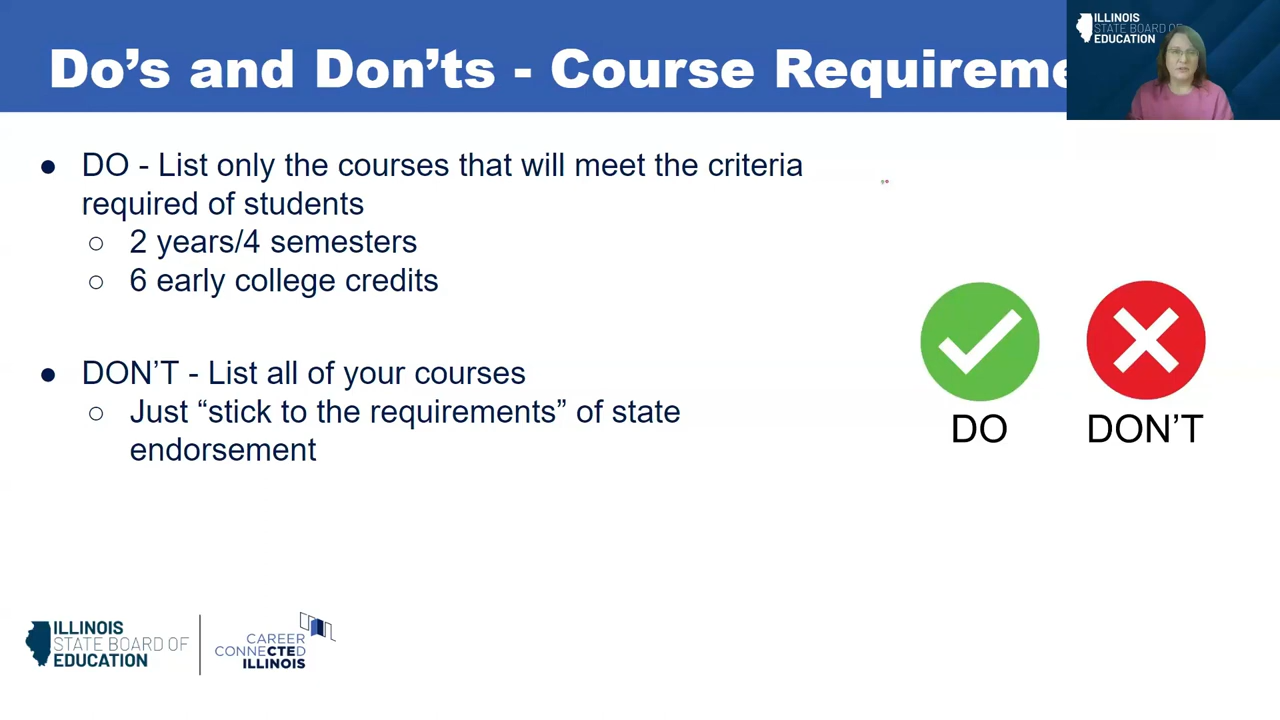 Do’s and Don’ts - Course Requireme
ILLINOIS
STATE BOARD OF
EDUCATION
● DO - List only the courses that will meet the criteria
required of students
○ 2 years/4 semesters
○ 6 early college credits
● DON’T - List all of your courses
○ Just “stick to the requirements” of state
endorsement
DO
DON’T
ILLINOIS
STATE BOARD OF
EDUCATION
CAREER
CONNECTED
ILLINOIS